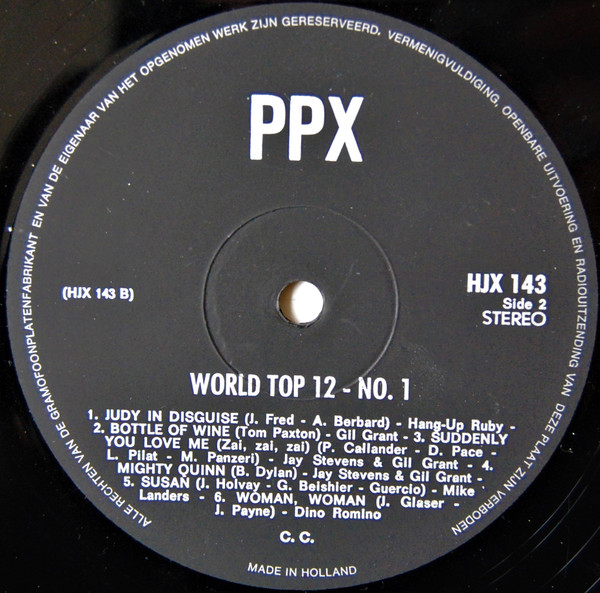 ALLE RECHTEN VAN DE GRAMOFOONPLATENFABRIKANT EN VAN DE EIGENAAR VAN HET OPGENOMEN WERK ZIJN GERESERVEERD. VERMENIGVULDIGING, OPENBARE UITVOERING EN RADIOUITZENDING VAN DEZE PLAAT ZIJN VERBODEN
PPX
(HJX 143 B)
HJX 143
Side 2
STEREO
WORLD TOP 12 - NO. 1
1. JUDY IN DISGUISE (J. Fred - A. Berbard) - Hang-Up Ruby -
2. BOTTLE OF WINE (Tom Paxton) - Gil Grant - 3. SUDDENLY
YOU LOVE ME (Zai, zai, zai) (P. Callander - D. Pace -
L. Pilat - M. Panzeri) - Jay Stevens & Gil Grant - 4.
MIGHTY QUINN (B. Dylan) - Jay Stevens & Gil Grant -
5. SUSAN (J. Holvay - G. Beishier - Guercio) - Mike
Landers - 6. WOMAN, WOMAN (J. Glaser -
J. Payne) - Dino Romino
C. C.
MADE IN HOLLAND